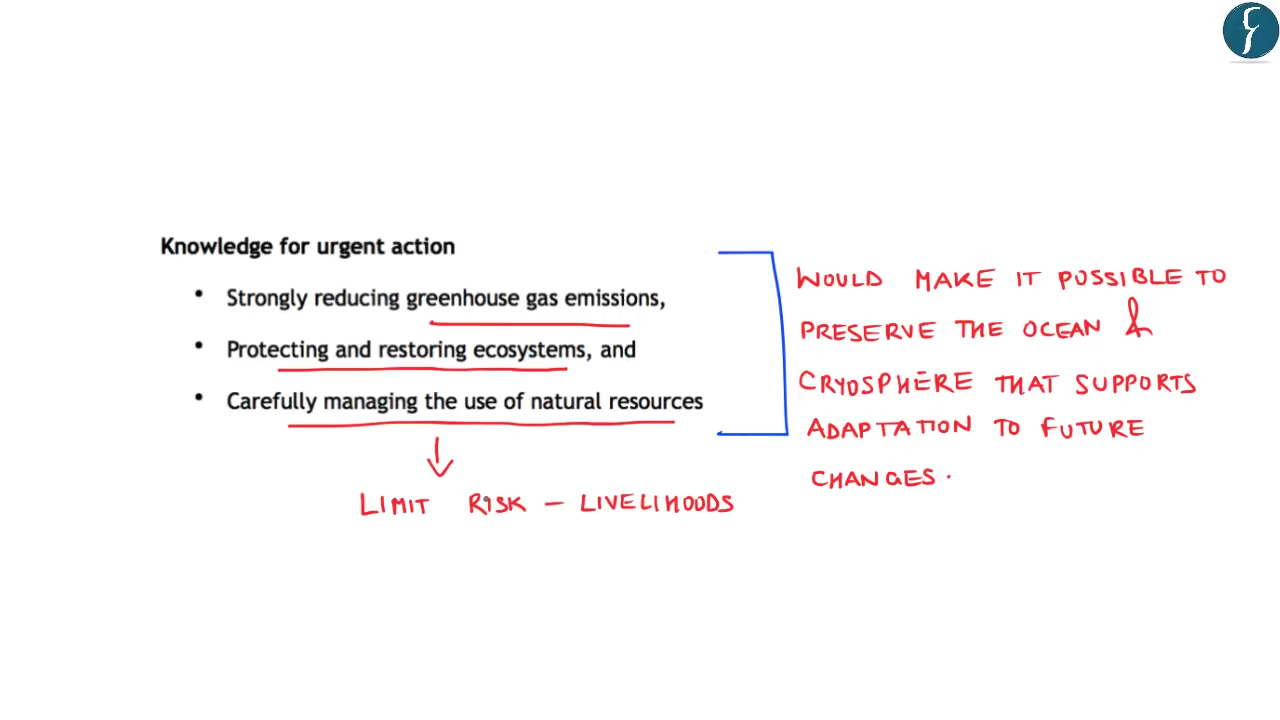 Knowledge for urgent action
• Strongly reducing greenhouse gas emissions,
• Protecting and restoring ecosystems, and
• Carefully managing the use of natural resources
LIMIT RISK – LIVELIHOODS
WOULD MAKE IT POSSIBLE TO
PRESERVE THE OCEAN &
CRYOSPHERE THAT SUPPORTS
ADAPTATION TO FUTURE
CHANGES.